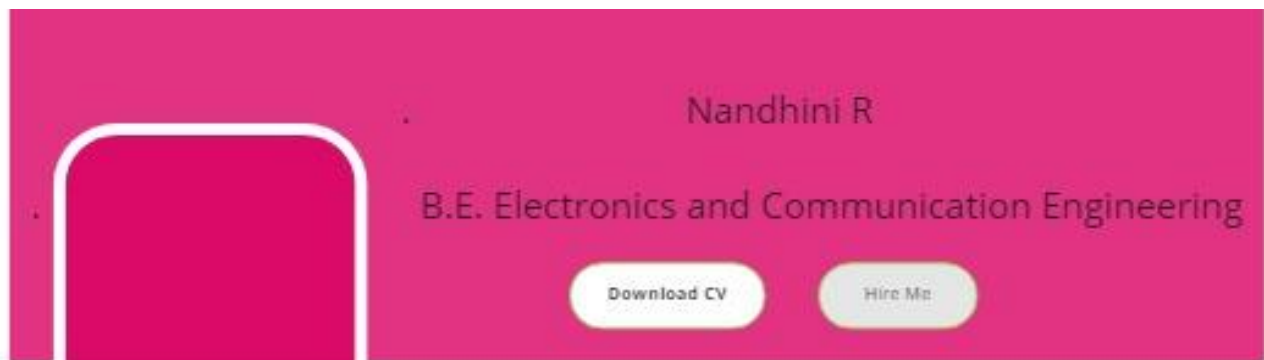 . Nandhini R
. B.E. Electronics and Communication Engineering
Download CV Hire Me